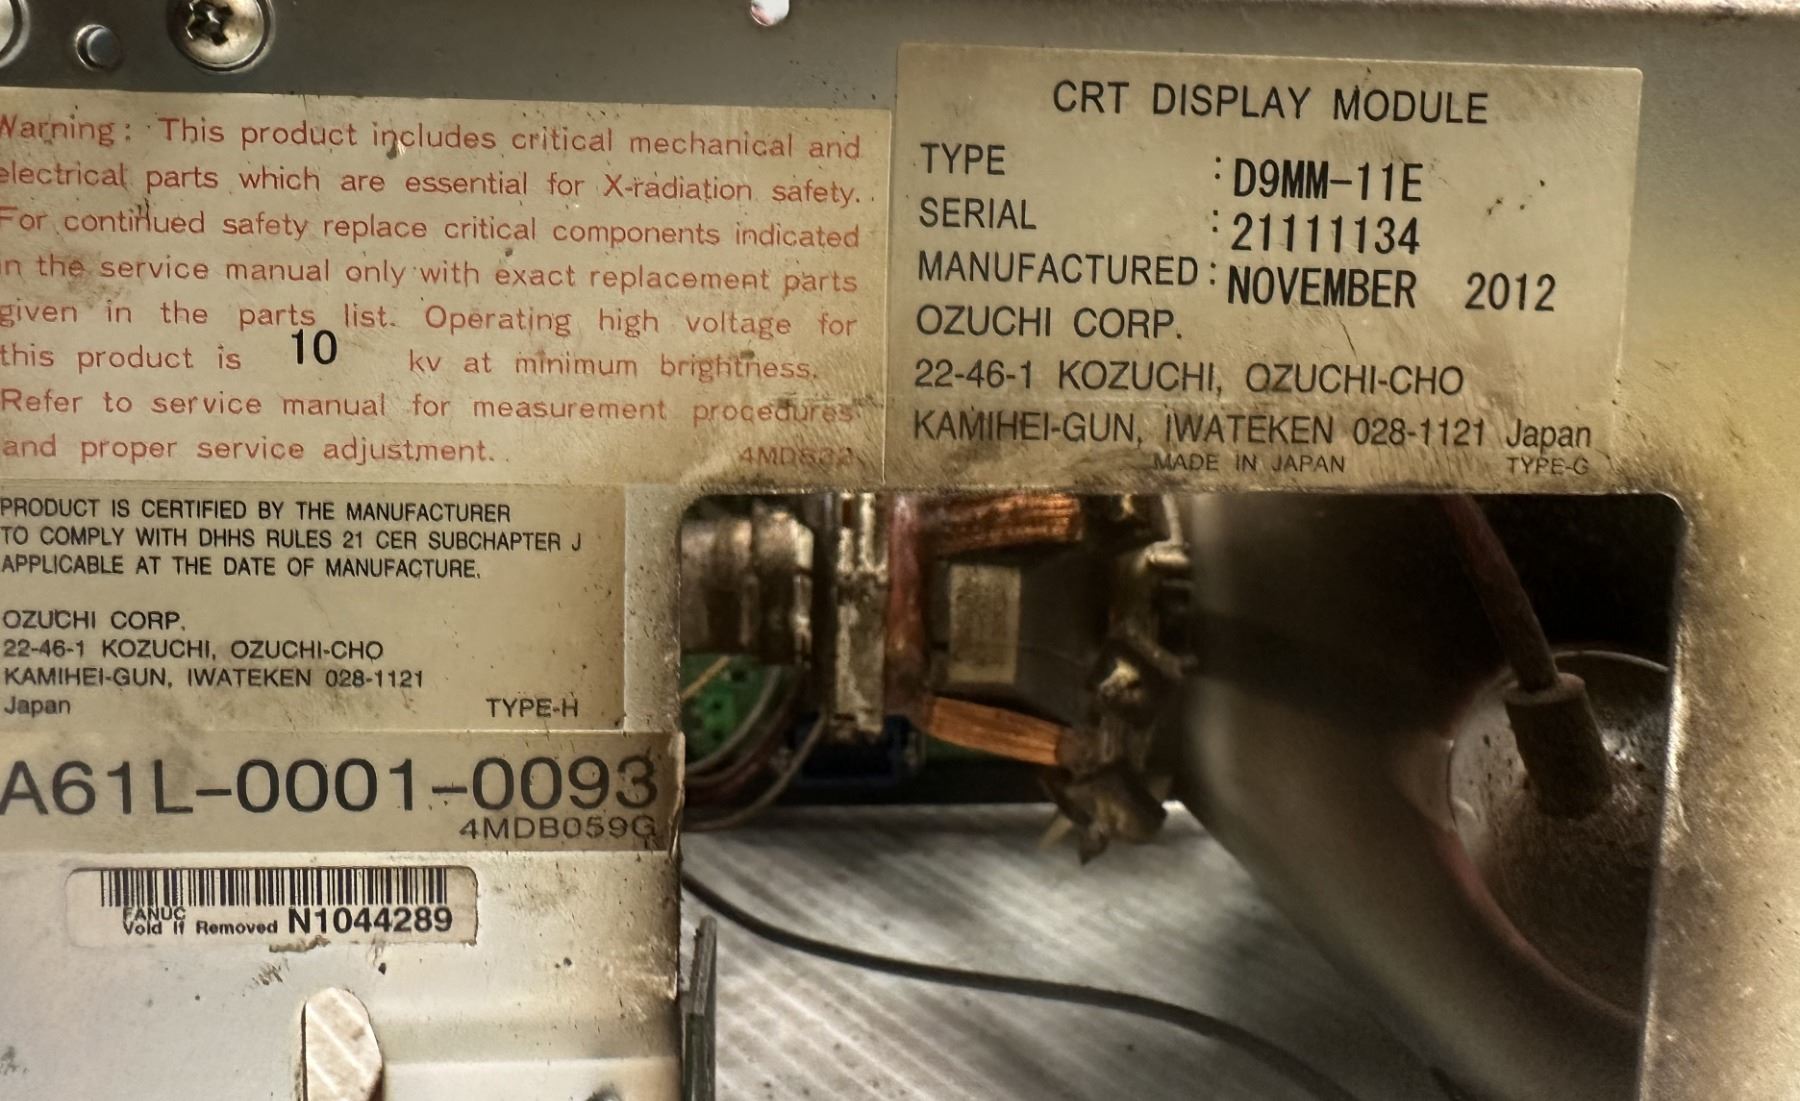 Warning: This product includes critical mechanical and
electrical parts which are essential for X-radiation safety.
For continued safety replace critical components indicated
in the service manual only with exact replacement parts
given in the parts list. Operating high voltage for
this product is 10 kv at minimum brightness.
Refer to service manual for measurement procedures
and proper service adjustment.
CRT DISPLAY MODULE
TYPE : D9MM-11E
SERIAL : 21111134
MANUFACTURED : NOVEMBER 2012
OZUCHI CORP.
22-46-1 KOZUCHI, OZUCHI-CHO
KAMIHEI-GUN, IWATEKEN 028-1121 Japan
MADE IN JAPAN TYPE-G
PRODUCT IS CERTIFIED BY THE MANUFACTURER
TO COMPLY WITH DHHS RULES 21 CER SUBCHAPTER J
APPLICABLE AT THE DATE OF MANUFACTURE.
OZUCHI CORP.
22-46-1 KOZUCHI, OZUCHI-CHO
KAMIHEI-GUN, IWATEKEN 028-1121
Japan TYPE-H
A61L-0001-0093
4MDB059G
FANUC
Void If Removed N1044289